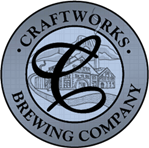 · CRAFTWORKS ·
C
BREWING COMPANY